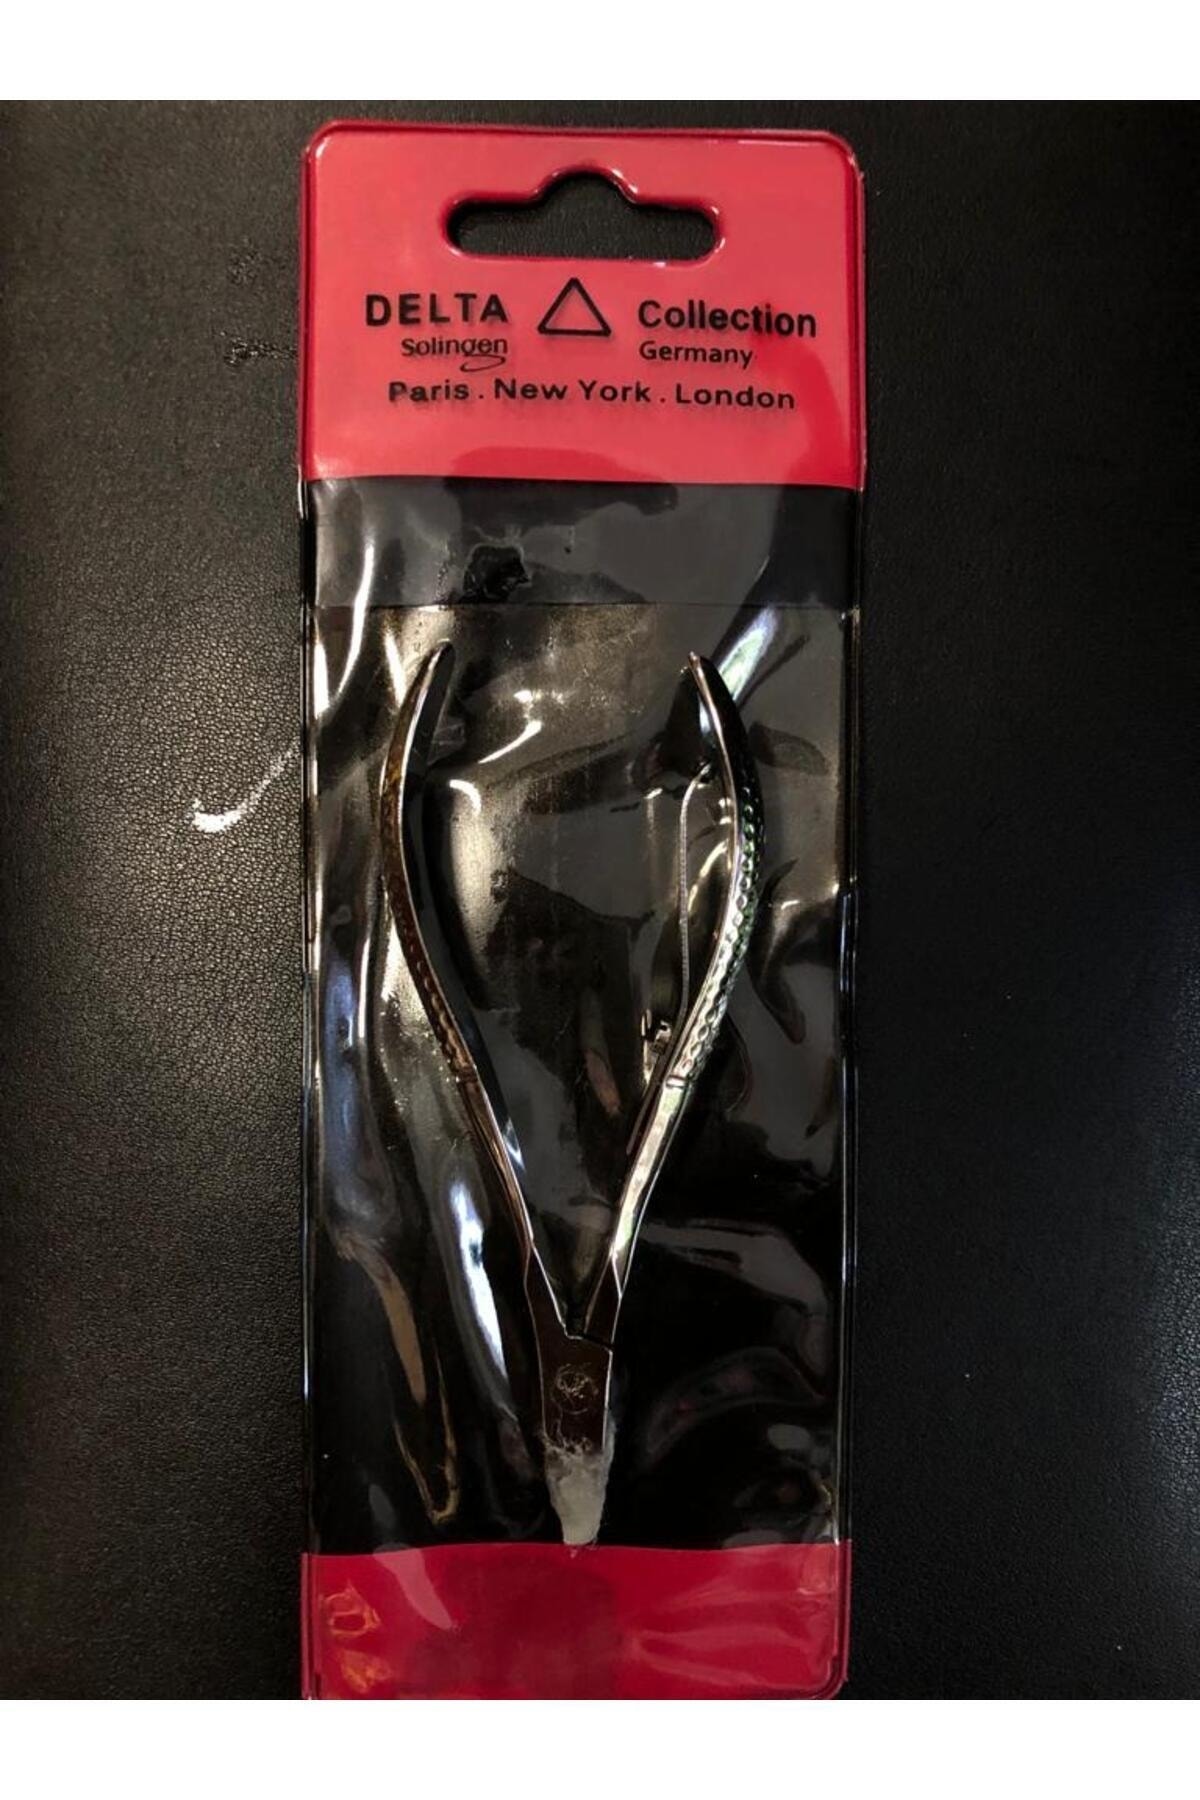 DELTA Collection
Solingen Germany
Paris . New York . London